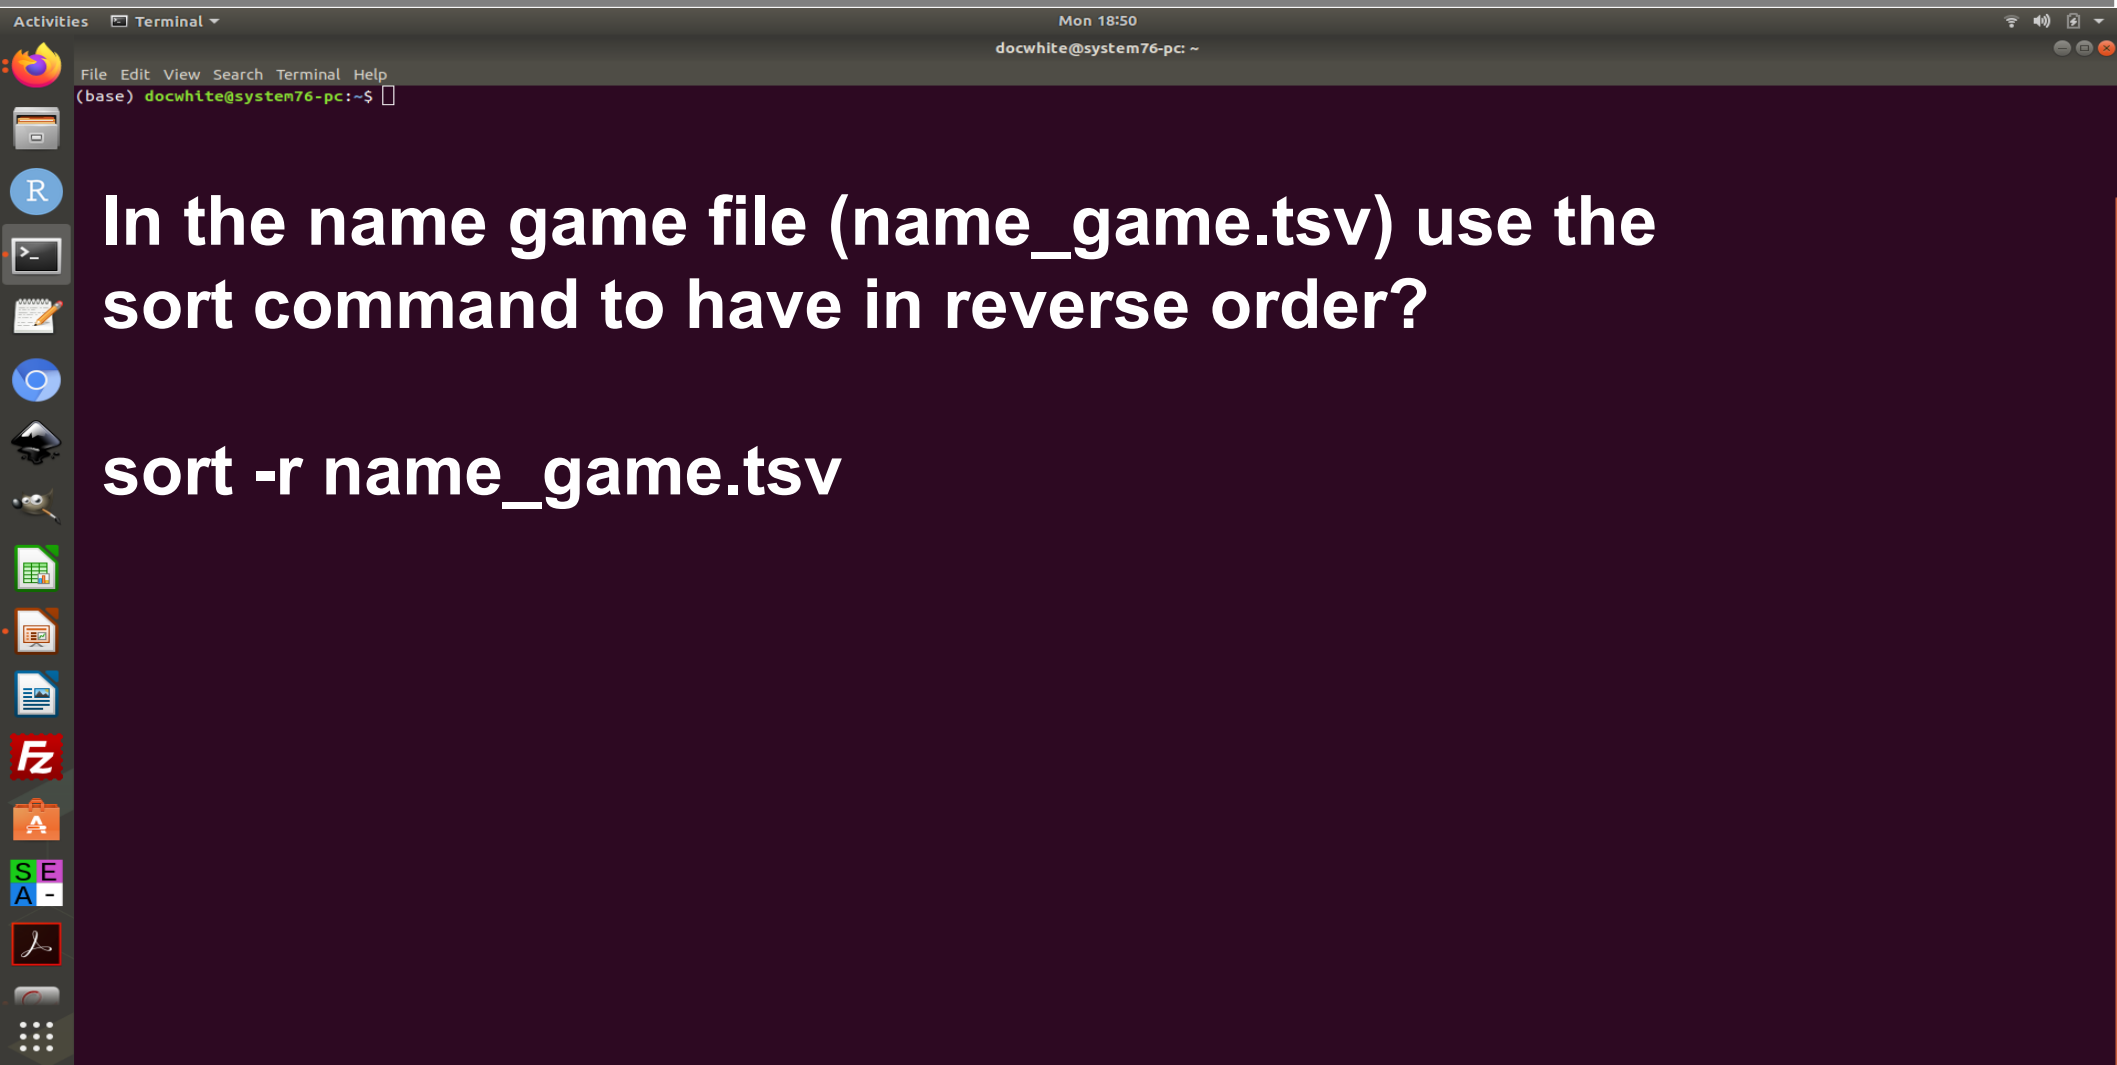 Activities Terminal Mon 18:50
docwhite@system76-pc: ~
File Edit View Search Terminal Help
(base) docwhite@system76-pc:~$
In the name game file (name_game.tsv) use the
sort command to have in reverse order?
sort -r name_game.tsv
R
>_
Fz
A
S E
A -